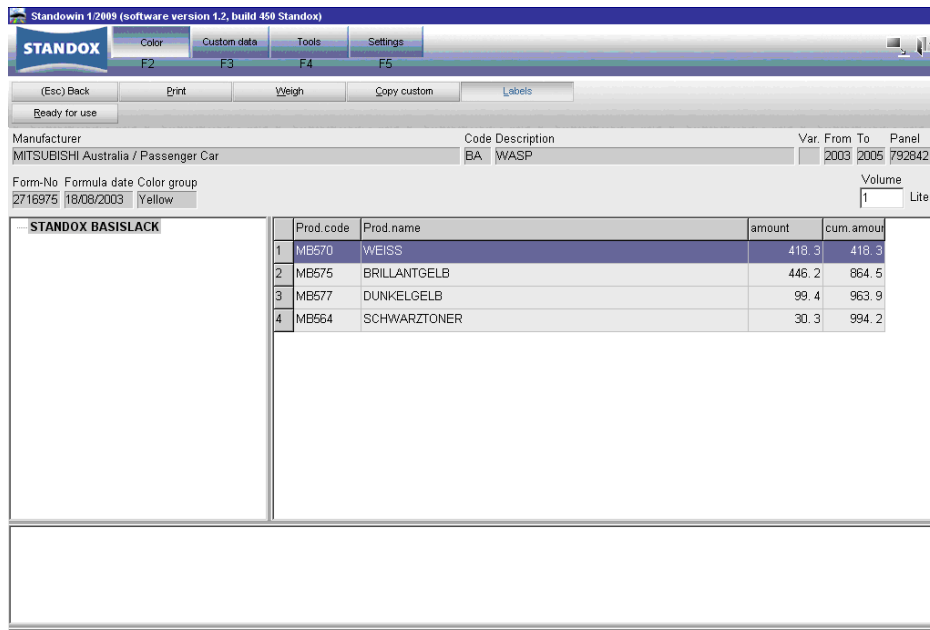 Standowin 1/2009 (software version 1.2, build 450 Standox)
STANDOX Color Custom data Tools Settings
F2 F3 F4 F5
(Esc) Back Print Weigh Copy custom Labels
Ready for use
Manufacturer Code Description Var. From To Panel
MITSUBISHI Australia / Passenger Car BA WASP 2003 2005 792842
Form-No Formula date Color group Volume
2716975 18/08/2003 Yellow 1 Lite
STANDOX BASISLACK Prod.code Prod.name amount cum.amour
1 MB570 WEISS 418.3 418.3
2 MB575 BRILLANTGELB 446.2 864.5
3 MB577 DUNKELGELB 99.4 963.9
4 MB564 SCHWARZTONER 30.3 994.2